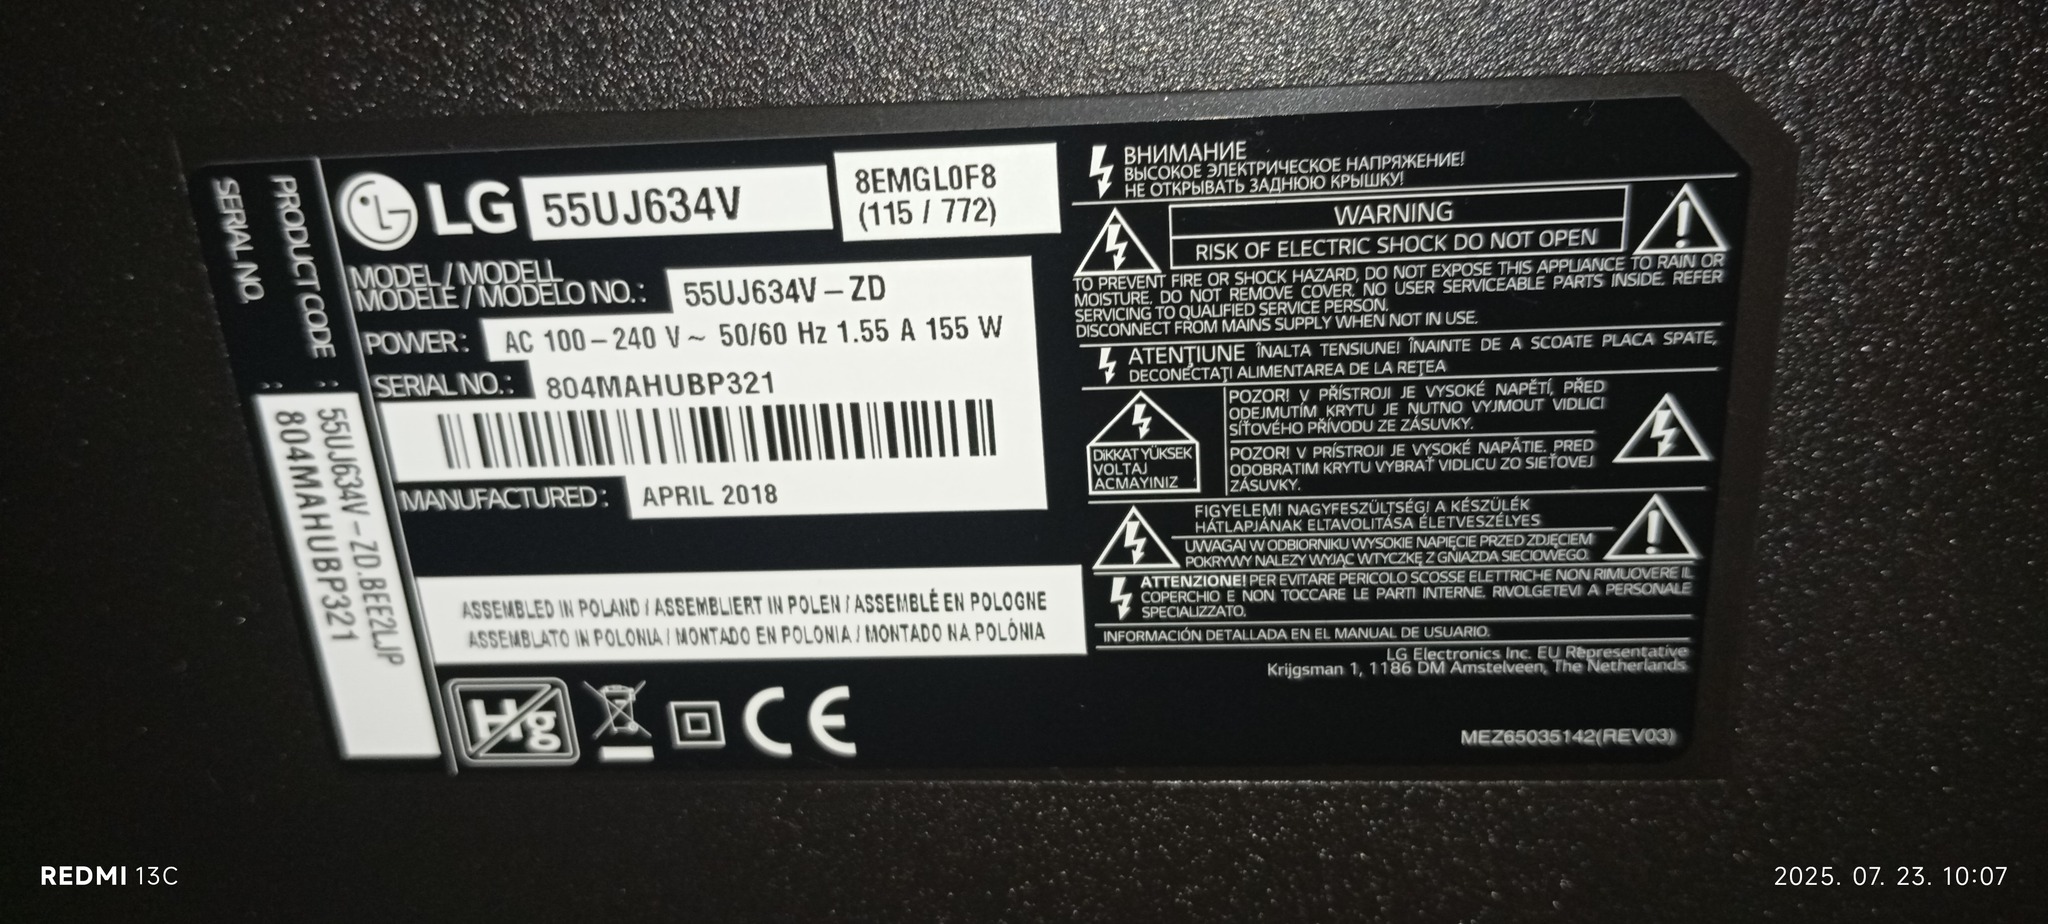 PRODUCT CODE : 55UJ634V-ZD.BEE2LJP
SERIAL NO. : 804MAHUBP321
LG 55UJ634V
8EMGL0F8
(115 / 772)
MODEL / MODELL
MODELE / MODELO NO. : 55UJ634V-ZD
POWER : AC 100-240 V ~ 50/60 Hz 1.55 A 155 W
SERIAL NO. : 804MAHUBP321
MANUFACTURED : APRIL 2018
ASSEMBLED IN POLAND / ASSEMBLIERT IN POLEN / ASSEMBLÉ EN POLOGNE
ASSEMBLATO IN POLONIA / MONTADO EN POLONIA / MONTADO NA POLÓNIA
Hg
CE
ВНИМАНИЕ
ВЫСОКОЕ ЭЛЕКТРИЧЕСКОЕ НАПРЯЖЕНИЕ!
НЕ ОТКРЫВАТЬ ЗАДНЮЮ КРЫШКУ!
WARNING
RISK OF ELECTRIC SHOCK DO NOT OPEN
TO PREVENT FIRE OR SHOCK HAZARD, DO NOT EXPOSE THIS APPLIANCE TO RAIN OR
MOISTURE. DO NOT REMOVE COVER. NO USER SERVICEABLE PARTS INSIDE. REFER
SERVICING TO QUALIFIED SERVICE PERSON.
DISCONNECT FROM MAINS SUPPLY WHEN NOT IN USE.
ATENŢIUNE ÎNALTA TENSIUNE! ÎNAINTE DE A SCOATE PLACA SPATE,
DECONECTAŢI ALIMENTAREA DE LA REŢEA
DIKKAT YÜKSEK
VOLTAJ
ACMAYINIZ
POZOR! V PŘÍSTROJI JE VYSOKÉ NAPĚTÍ, PŘED
ODEJMUTÍM KRYTU JE NUTNO VYJMOUT VIDLICI
SÍŤOVÉHO PŘÍVODU ZE ZÁSUVKY.
POZOR! V PRÍSTROJI JE VYSOKÉ NAPÄTIE. PRED
ODOBRATIM KRYTU VYBRAŤ VIDLICU ZO SIEŤOVEJ
ZÁSUVKY.
FIGYELEM! NAGYFESZÜLTSÉG! A KÉSZÜLÉK
HÁTLAPJÁNAK ELTAVOLITÁSA ÉLETVESZÉLYES
UWAGA! W ODBIORNIKU WYSOKIE NAPIĘCIE PRZED ZDJĘCIEM
POKRYWY NALEZY WYJĄC WTYCZKĘ Z GNIAZDA SIECIOWEGO.
ATTENZIONE! PER EVITARE PERICOLO SCOSSE ELETTRICHE NON RIMUOVERE IL
COPERCHIO E NON TOCCARE LE PARTI INTERNE. RIVOLGETEVI A PERSONALE
SPECIALIZZATO.
INFORMACIÓN DETALLADA EN EL MANUAL DE USUARIO.
LG Electronics Inc. EU Representative
Krijgsman 1, 1186 DM Amstelveen, The Netherlands
MEZ65035142(REV03)
REDMI 13C
2025. 07. 23. 10:07